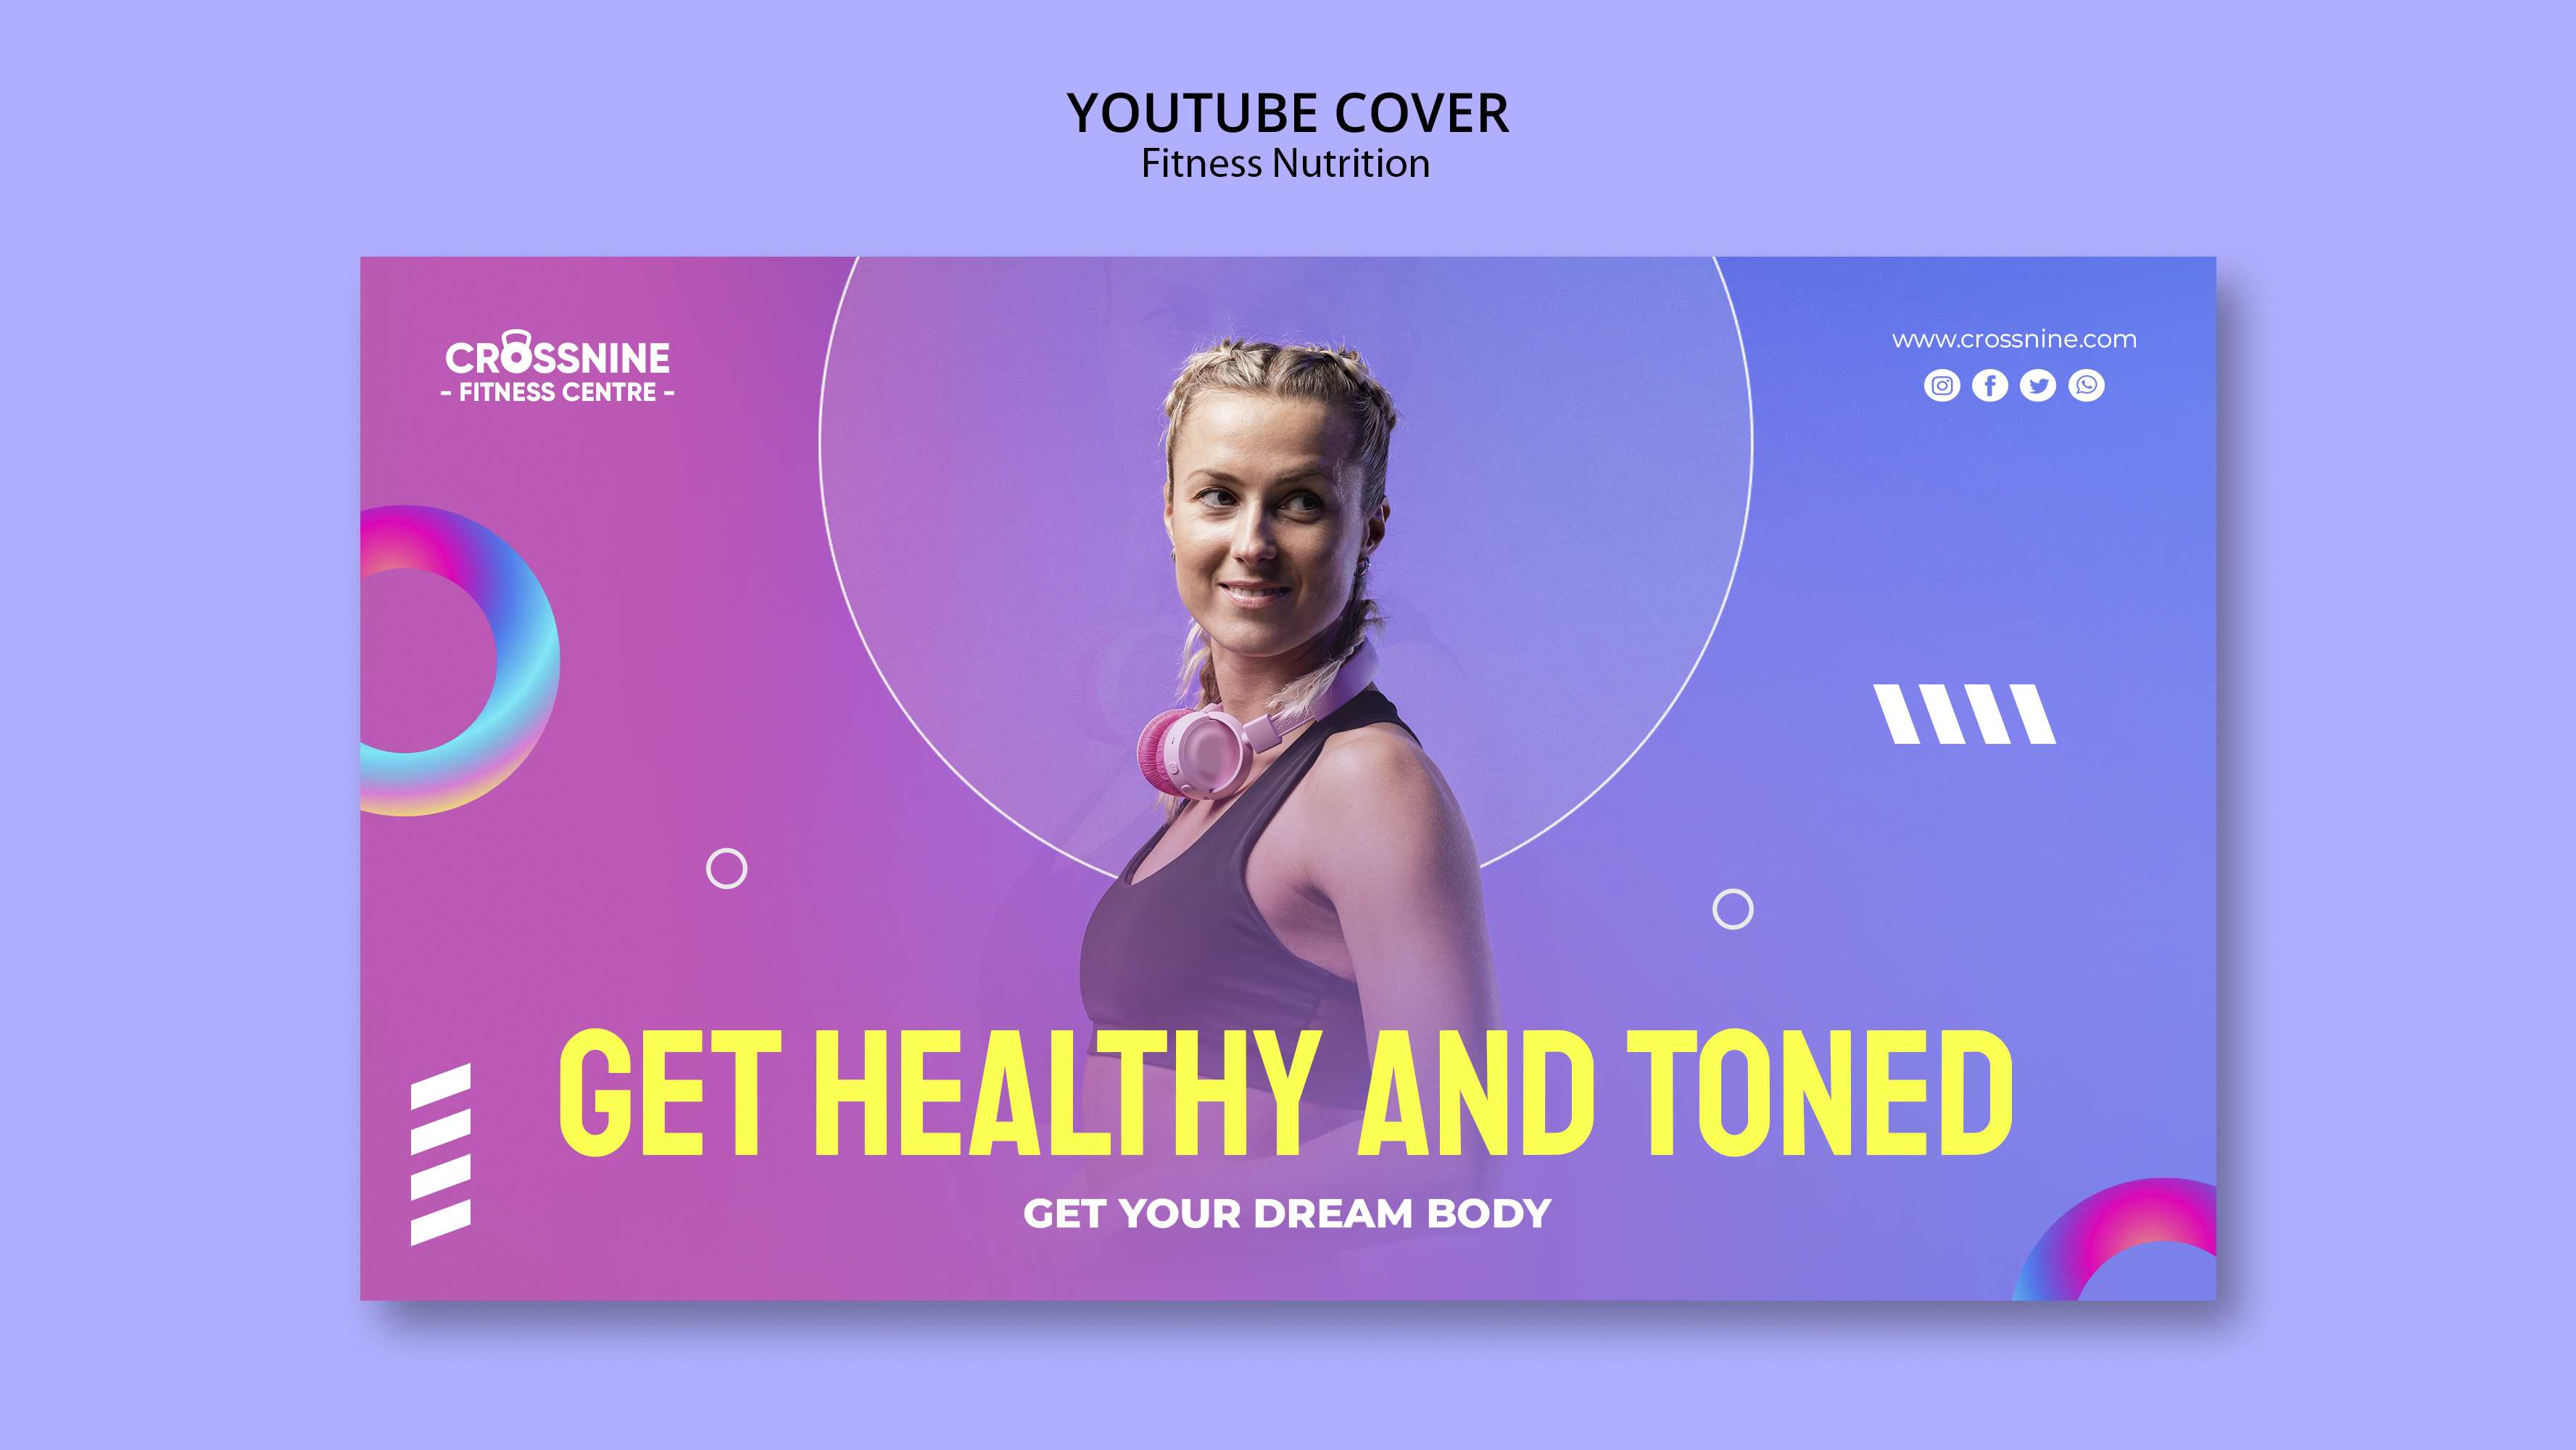 YOUTUBE COVER
Fitness Nutrition
CROSSNINE
- FITNESS CENTRE -
www.crossnine.com
GET HEALTHY AND TONED
GET YOUR DREAM BODY